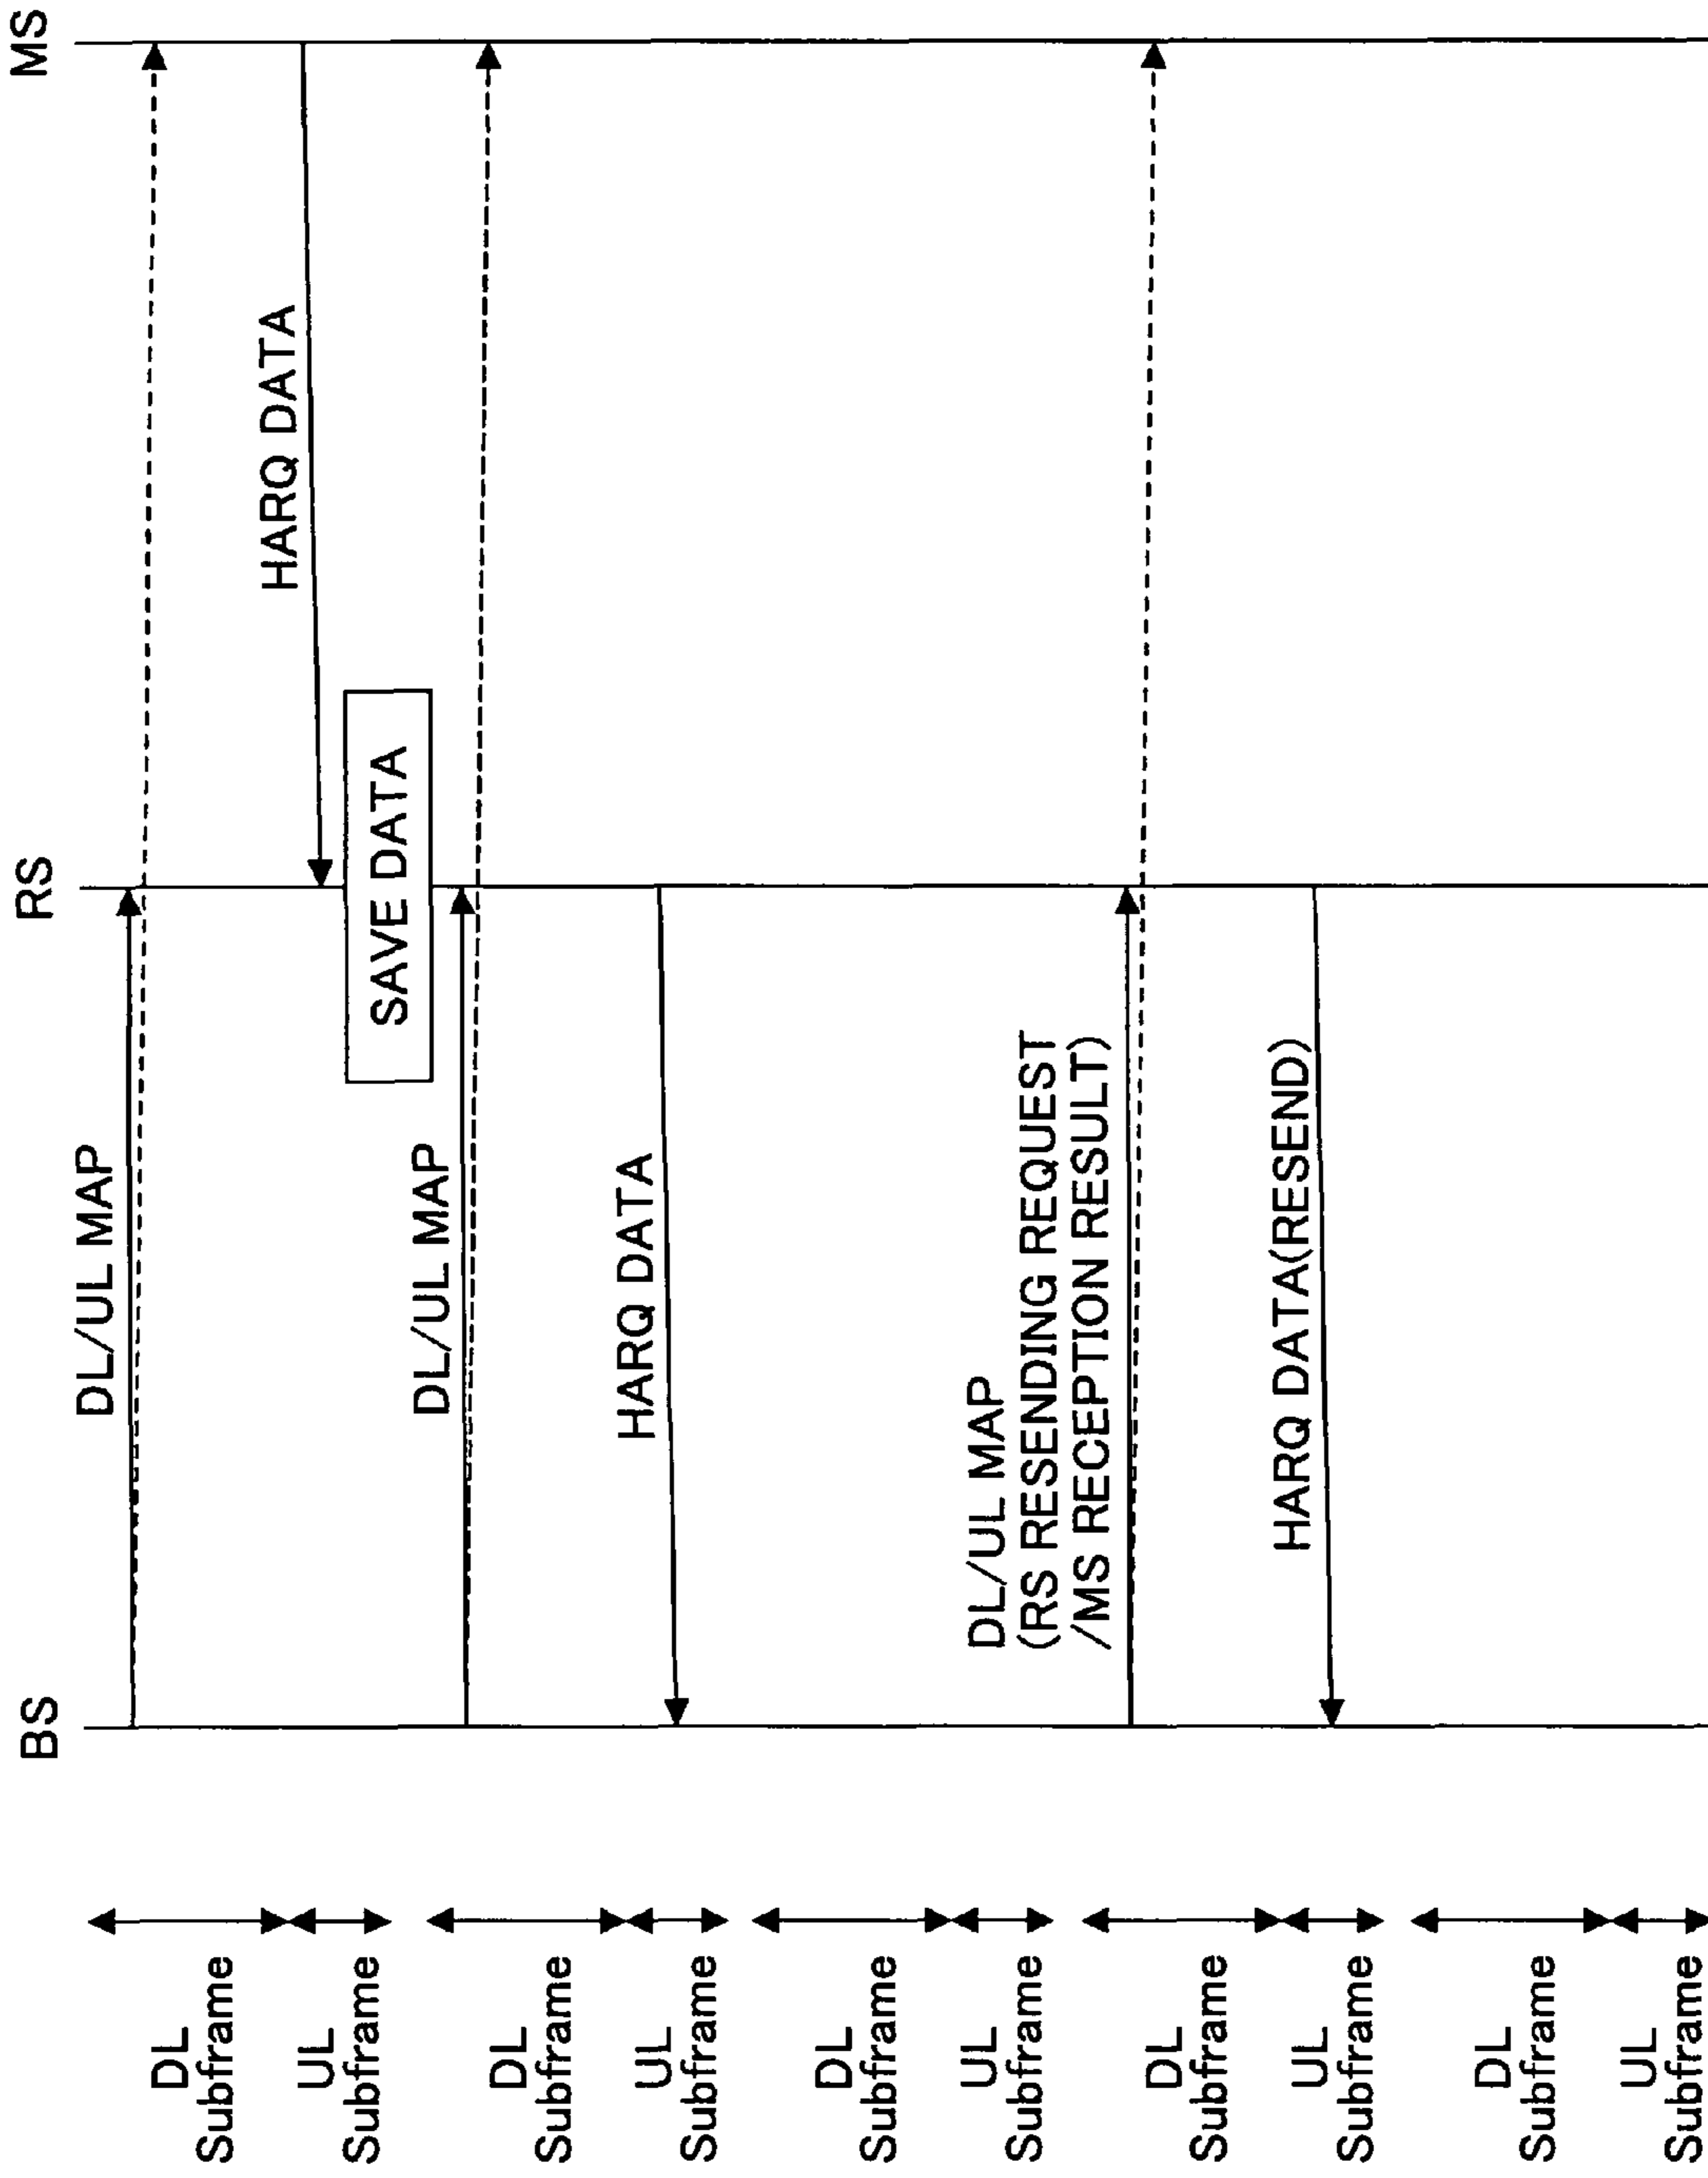 BS
RS
MS
DL
Subframe
DL/UL MAP
UL
Subframe
HARQ DATA
SAVE DATA
DL
Subframe
DL/UL MAP
UL
Subframe
HARQ DATA
DL
Subframe
UL
Subframe
DL/UL MAP
(RS RESENDING REQUEST
/MS RECEPTION RESULT)
DL
Subframe
UL
Subframe
HARQ DATA(RESEND)
DL
Subframe
UL
Subframe